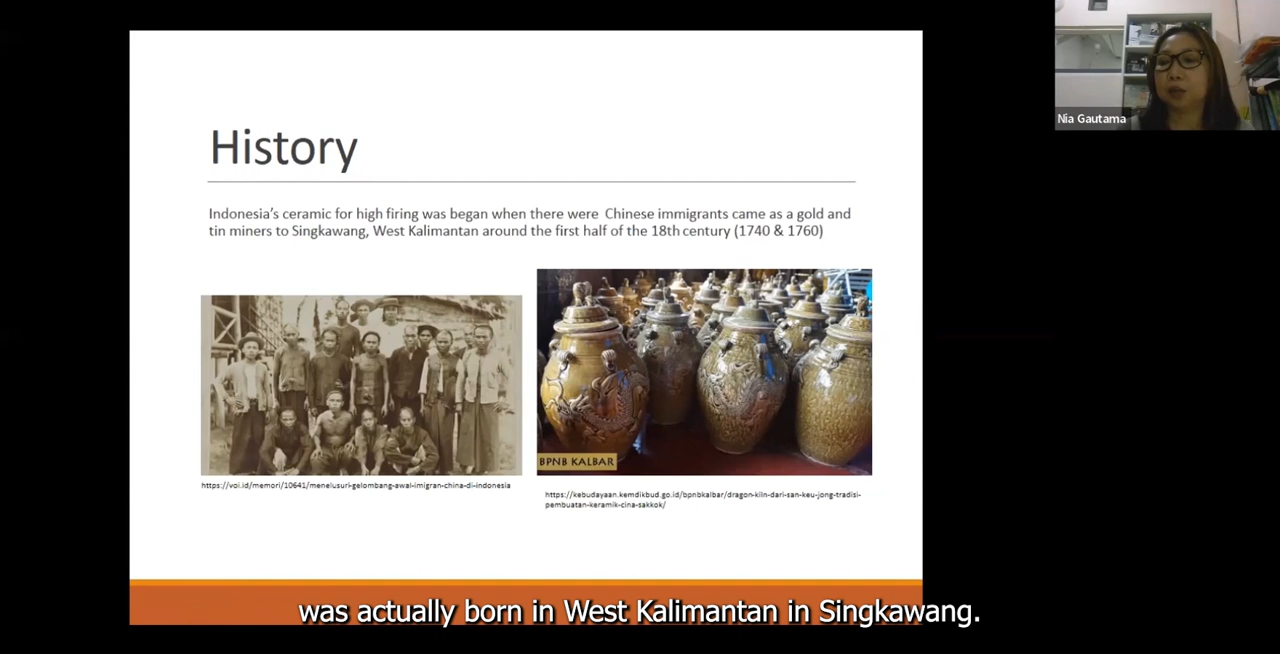 Nia Gautama
History
Indonesia's ceramic for high firing was began when there were Chinese immigrants came as a gold and
tin miners to Singkawang, West Kalimantan around the first half of the 18th century (1740 & 1760)
BPNB KALBAR
https://voi.id/memori/10641/menelusuri-gelombang-awal-imigran-china-di-indonesia
https://kebudayaan.kemdikbud.go.id/bpnbkalbar/dragon-kiln-dari-san-keu-jong-tradisi-
pembuatan-keramik-cina-sakkok/
was actually born in West Kalimantan in Singkawang.